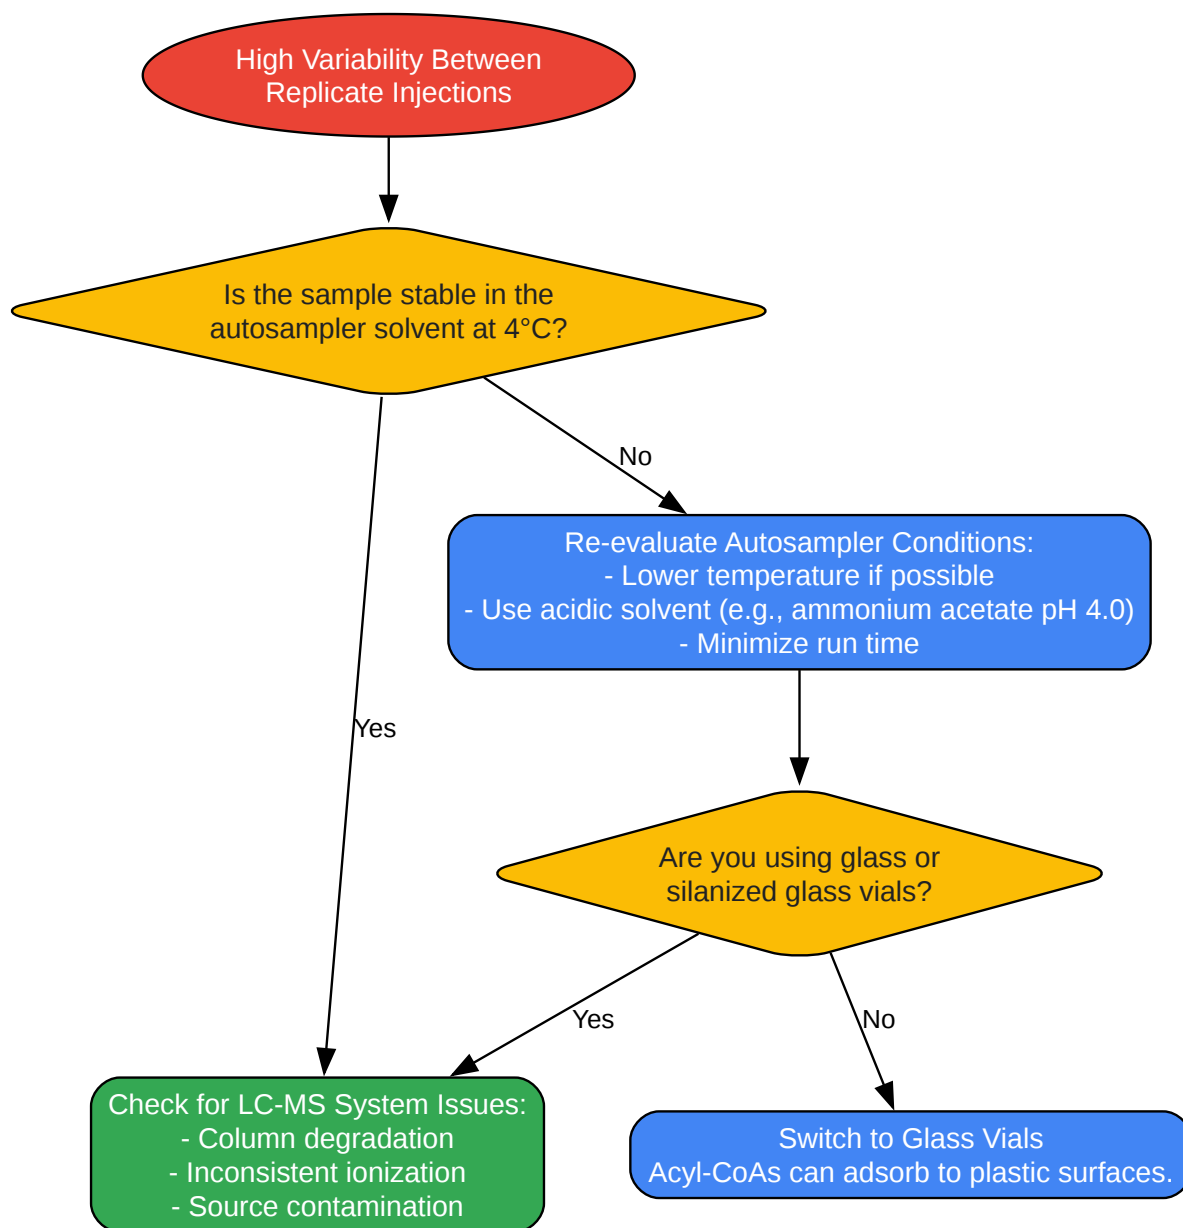 High Variability Between
Replicate Injections
Is the sample stable in the
autosampler solvent at 4°C?
No
Re-evaluate Autosampler Conditions:
- Lower temperature if possible
- Use acidic solvent (e.g., ammonium acetate pH 4.0)
- Minimize run time
Yes
Are you using glass or
silanized glass vials?
Yes
No
Check for LC-MS System Issues:
- Column degradation
- Inconsistent ionization
- Source contamination
Switch to Glass Vials
Acyl-CoAs can adsorb to plastic surfaces.